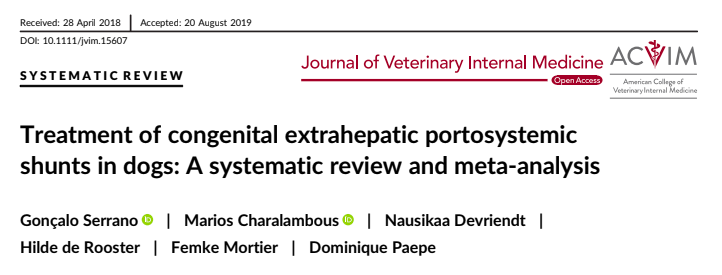 Received: 28 April 2018 | Accepted: 20 August 2019
DOI: 10.1111/jvim.15607
SYSTEMATIC REVIEW
Journal of Veterinary Internal Medicine
Open Access
ACVIM
American College of
Veterinary Internal Medicine
Treatment of congenital extrahepatic portosystemic
shunts in dogs: A systematic review and meta-analysis
Gonçalo Serrano iD | Marios Charalambous iD | Nausikaa Devriendt |
Hilde de Rooster | Femke Mortier | Dominique Paepe